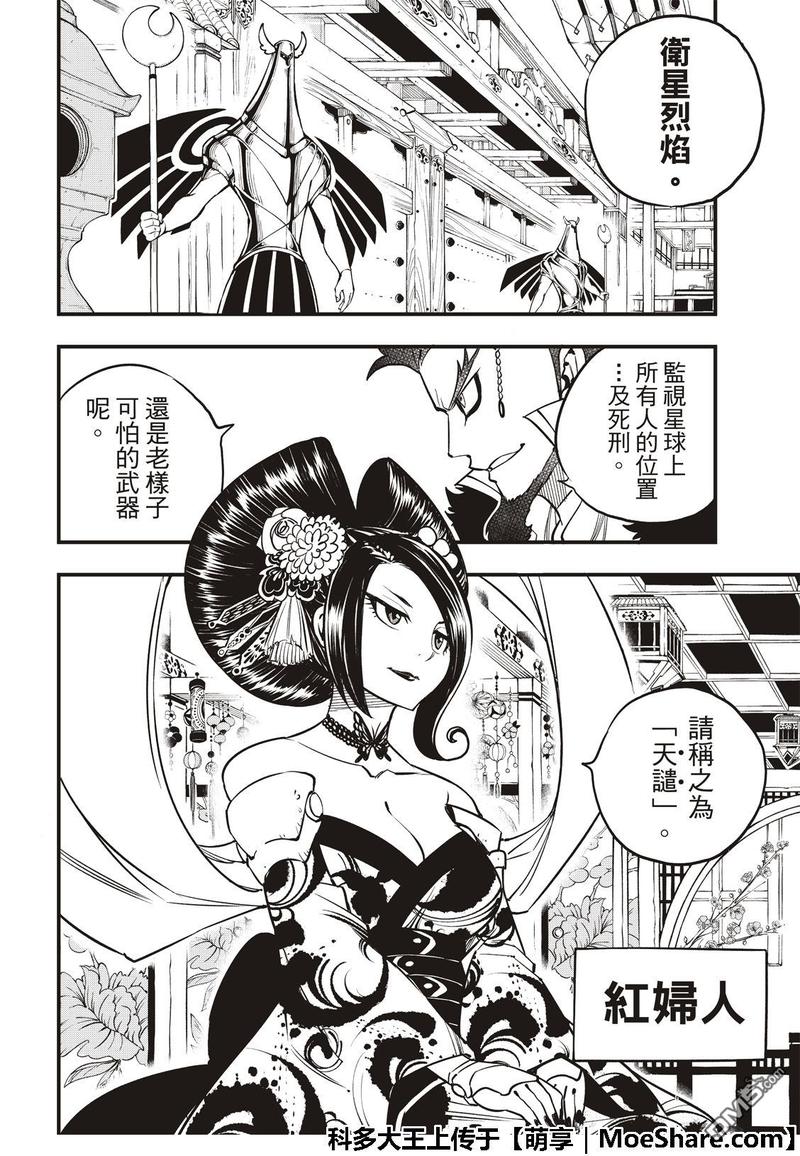 衛星烈焰。
監視星球上
所有人的位置
…及死刑。
還是老樣子
可怕的武器
呢。
請稱之為
「天譴」。
紅婦人
科多大王上传于【萌享｜MoeShare.com】